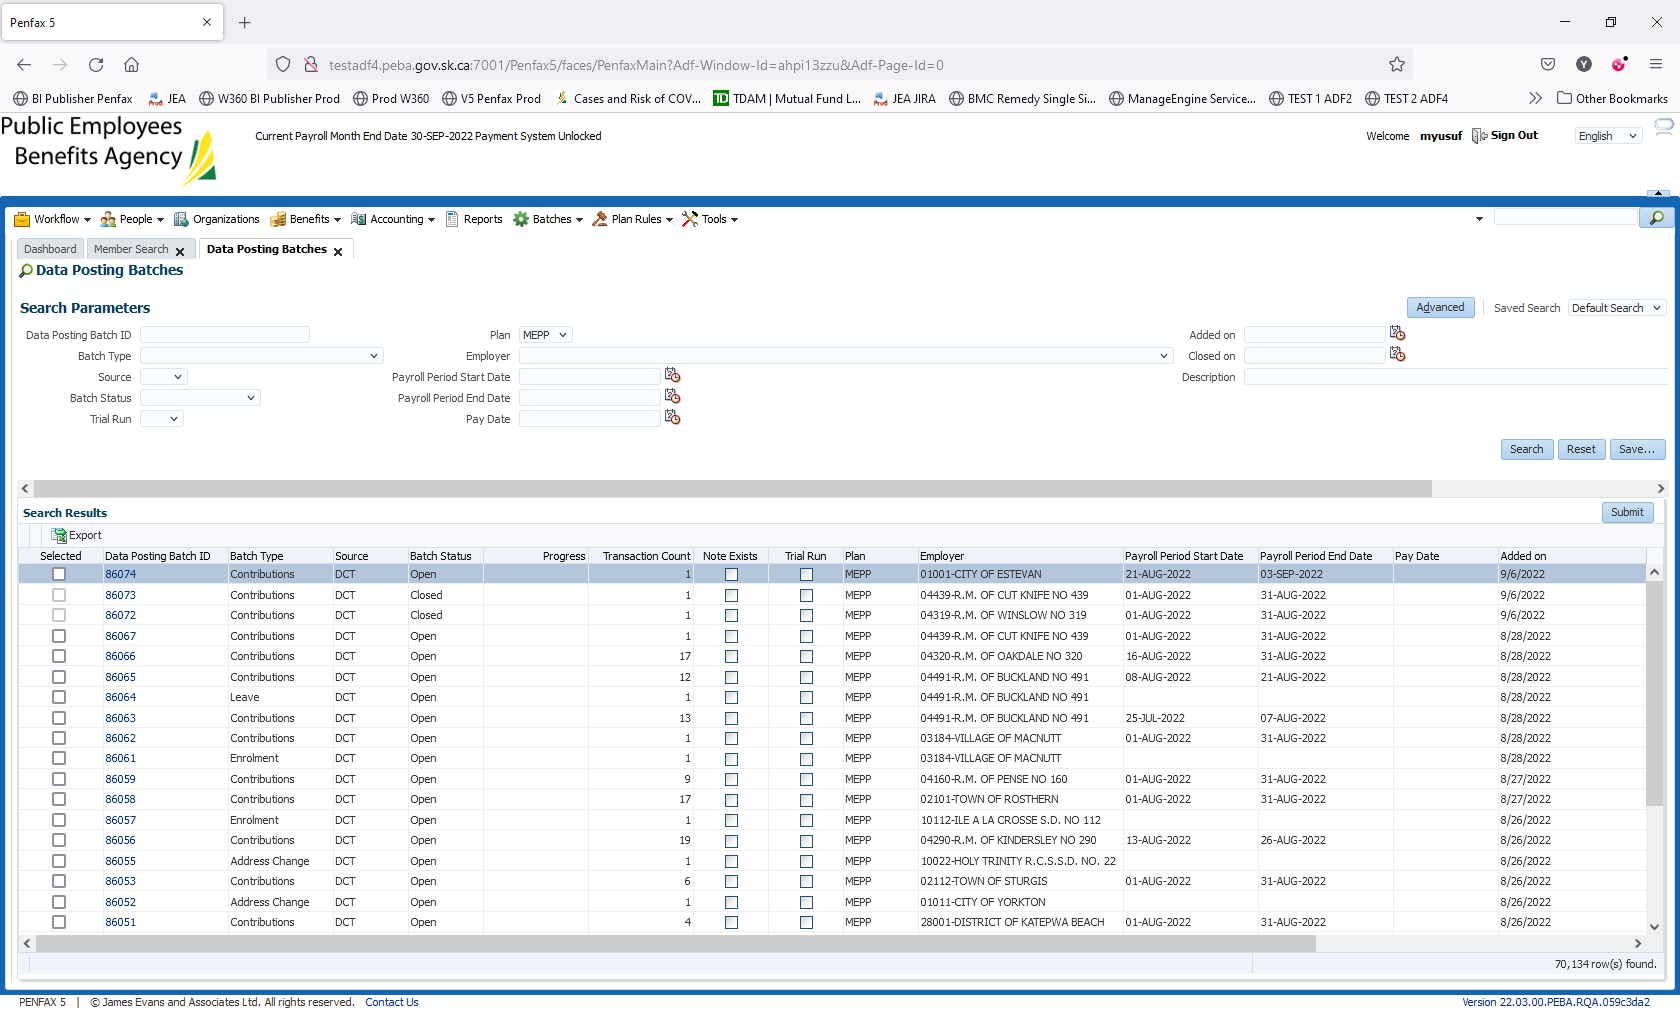 Penfax 5
testadf4.peba.gov.sk.ca:7001/Penfax5/faces/PenfaxMain?Adf-Window-Id=ahpi13zzu&Adf-Page-Id=0
Y
BI Publisher Penfax JEA W360 BI Publisher Prod Prod W360 V5 Penfax Prod Cases and Risk of COV... TD TDAM | Mutual Fund L... JEA JIRA BMC Remedy Single Si... ManageEngine Service... TEST 1 ADF2 TEST 2 ADF4 Other Bookmarks
Public Employees
Benefits Agency
Current Payroll Month End Date 30-SEP-2022 Payment System Unlocked
Welcome myusuf Sign Out English
Workflow People Organizations Benefits Accounting Reports Batches Plan Rules Tools
Dashboard Member Search Data Posting Batches
Data Posting Batches
Search Parameters
Advanced Saved Search Default Search
Data Posting Batch ID Plan MEPP Added on
Batch Type Employer Closed on
Source Payroll Period Start Date Description
Batch Status Payroll Period End Date
Trial Run Pay Date
Search Reset Save...
Search Results Submit
Export
Selected Data Posting Batch ID Batch Type Source Batch Status Progress Transaction Count Note Exists Trial Run Plan Employer Payroll Period Start Date Payroll Period End Date Pay Date Added on
86074 Contributions DCT Open 1 MEPP 01001-CITY OF ESTEVAN 21-AUG-2022 03-SEP-2022 9/6/2022
86073 Contributions DCT Closed 1 MEPP 04439-R.M. OF CUT KNIFE NO 439 01-AUG-2022 31-AUG-2022 9/6/2022
86072 Contributions DCT Closed 1 MEPP 04319-R.M. OF WINSLOW NO 319 01-AUG-2022 31-AUG-2022 9/6/2022
86067 Contributions DCT Open 1 MEPP 04439-R.M. OF CUT KNIFE NO 439 01-AUG-2022 31-AUG-2022 8/28/2022
86066 Contributions DCT Open 17 MEPP 04320-R.M. OF OAKDALE NO 320 16-AUG-2022 31-AUG-2022 8/28/2022
86065 Contributions DCT Open 12 MEPP 04491-R.M. OF BUCKLAND NO 491 08-AUG-2022 21-AUG-2022 8/28/2022
86064 Leave DCT Open 1 MEPP 04491-R.M. OF BUCKLAND NO 491 8/28/2022
86063 Contributions DCT Open 13 MEPP 04491-R.M. OF BUCKLAND NO 491 25-JUL-2022 07-AUG-2022 8/28/2022
86062 Contributions DCT Open 1 MEPP 03184-VILLAGE OF MACNUTT 01-AUG-2022 31-AUG-2022 8/28/2022
86061 Enrolment DCT Open 1 MEPP 03184-VILLAGE OF MACNUTT 8/28/2022
86059 Contributions DCT Open 9 MEPP 04160-R.M. OF PENSE NO 160 01-AUG-2022 31-AUG-2022 8/27/2022
86058 Contributions DCT Open 17 MEPP 02101-TOWN OF ROSTHERN 01-AUG-2022 31-AUG-2022 8/27/2022
86057 Enrolment DCT Open 1 MEPP 10112-ILE A LA CROSSE S.D. NO 112 8/26/2022
86056 Contributions DCT Open 19 MEPP 04290-R.M. OF KINDERSLEY NO 290 13-AUG-2022 26-AUG-2022 8/26/2022
86055 Address Change DCT Open 1 MEPP 10022-HOLY TRINITY R.C.S.S.D. NO. 22 8/26/2022
86053 Contributions DCT Open 6 MEPP 02112-TOWN OF STURGIS 01-AUG-2022 31-AUG-2022 8/26/2022
86052 Address Change DCT Open 1 MEPP 01011-CITY OF YORKTON 8/26/2022
86051 Contributions DCT Open 4 MEPP 28001-DISTRICT OF KATEPWA BEACH 01-AUG-2022 31-AUG-2022 8/26/2022
70,134 row(s) found.
PENFAX 5 | © James Evans and Associates Ltd. All rights reserved. Contact Us Version 22.03.00.PEBA.RQA.059c3da2